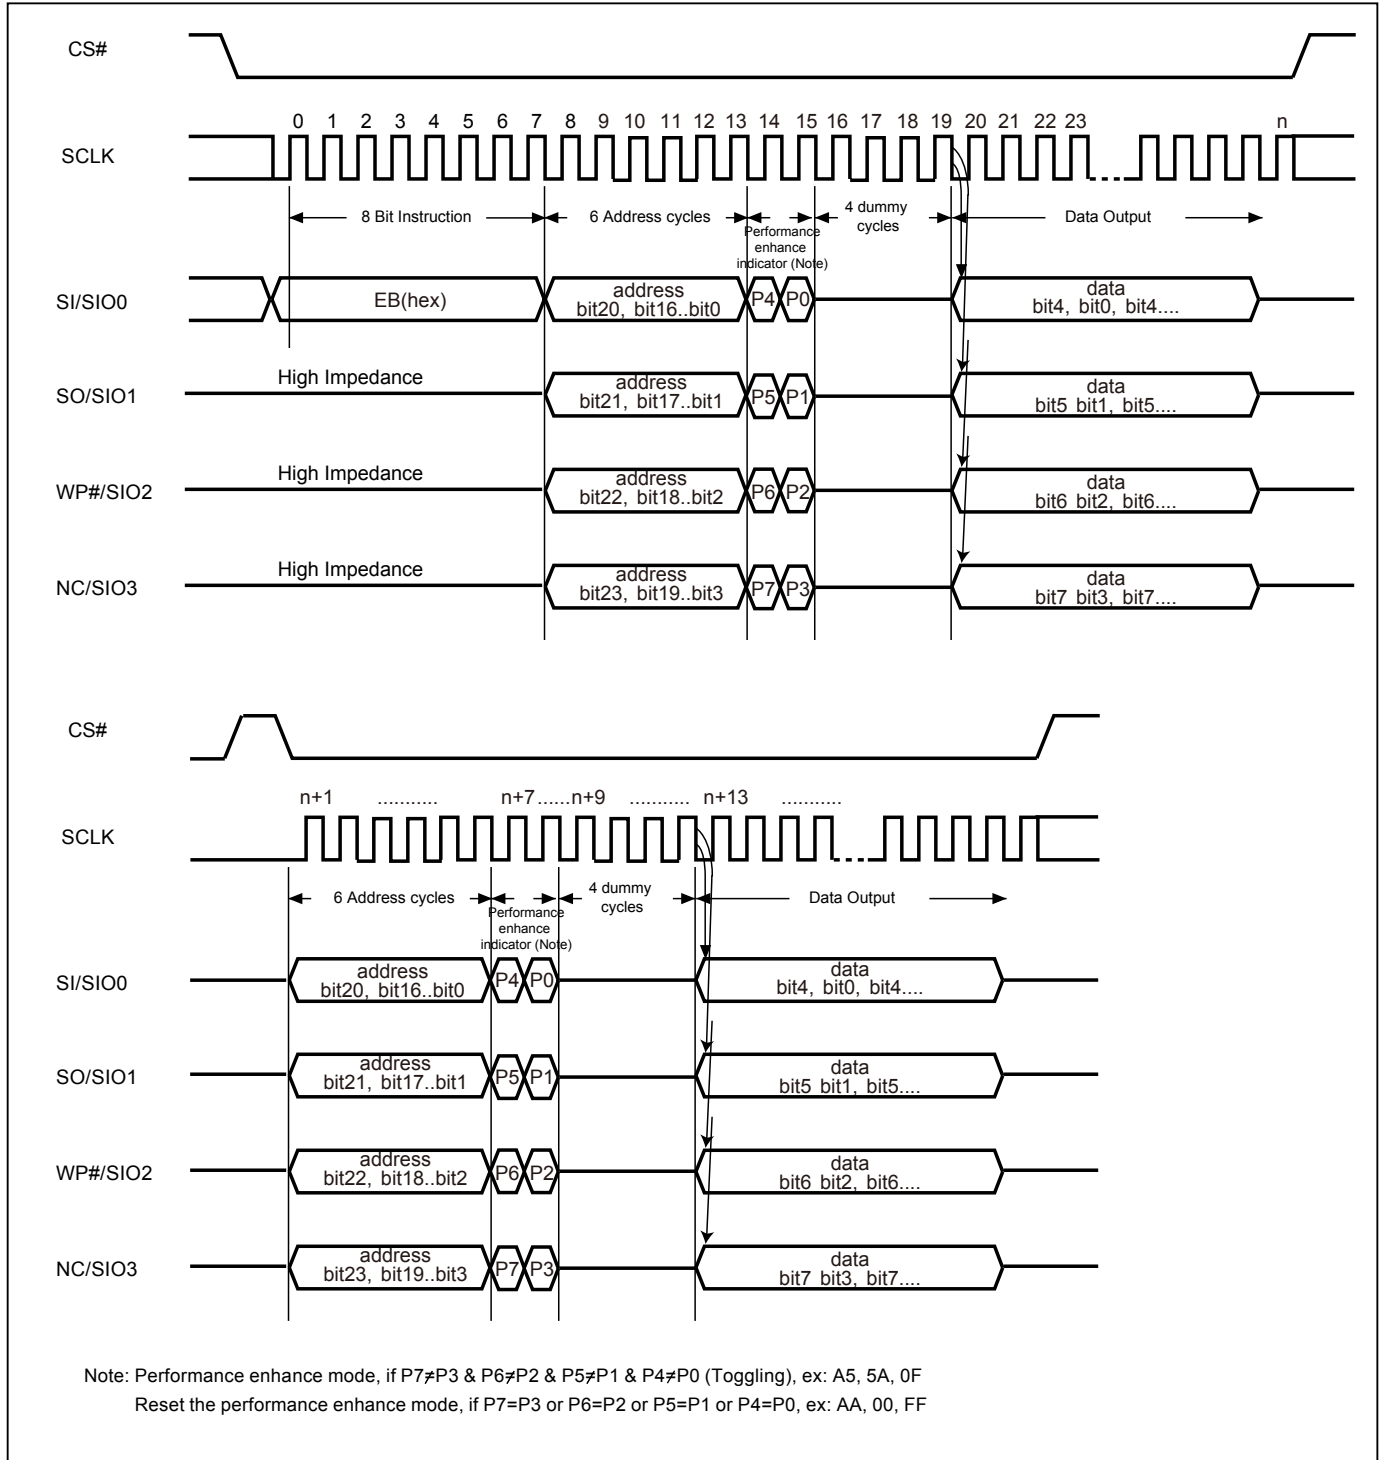 CS#
0 1 2 3 4 5 6 7 8 9 10 11 12 13 14 15 16 17 18 19 20 21 22 23 n
SCLK
8 Bit Instruction
6 Address cycles
4 dummy
cycles
Data Output
Performance
enhance
indicator (Note)
SI/SIO0
EB(hex)
address
bit20, bit16..bit0
P4 P0
data
bit4, bit0, bit4....
High Impedance
SO/SIO1
address
bit21, bit17..bit1
P5 P1
data
bit5 bit1, bit5....
High Impedance
WP#/SIO2
address
bit22, bit18..bit2
P6 P2
data
bit6 bit2, bit6....
High Impedance
NC/SIO3
address
bit23, bit19..bit3
P7 P3
data
bit7 bit3, bit7....
CS#
n+1 ........... n+7......n+9 ........... n+13 ...........
SCLK
6 Address cycles
4 dummy
cycles
Data Output
Performance
enhance
indicator (Note)
SI/SIO0
address
bit20, bit16..bit0
P4 P0
data
bit4, bit0, bit4....
SO/SIO1
address
bit21, bit17..bit1
P5 P1
data
bit5 bit1, bit5....
WP#/SIO2
address
bit22, bit18..bit2
P6 P2
data
bit6 bit2, bit6....
NC/SIO3
address
bit23, bit19..bit3
P7 P3
data
bit7 bit3, bit7....
Note: Performance enhance mode, if P7≠P3 & P6≠P2 & P5≠P1 & P4≠P0 (Toggling), ex: A5, 5A, 0F
Reset the performance enhance mode, if P7=P3 or P6=P2 or P5=P1 or P4=P0, ex: AA, 00, FF